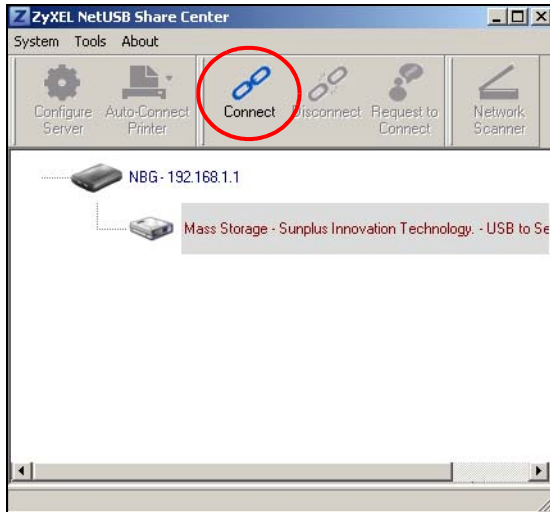 ZyXEL NetUSB Share Center
System Tools About
Configure Server
Auto-Connect Printer
Connect
Disconnect
Request to Connect
Network Scanner
NBG - 192.168.1.1
Mass Storage - Sunplus Innovation Technology. - USB to Se